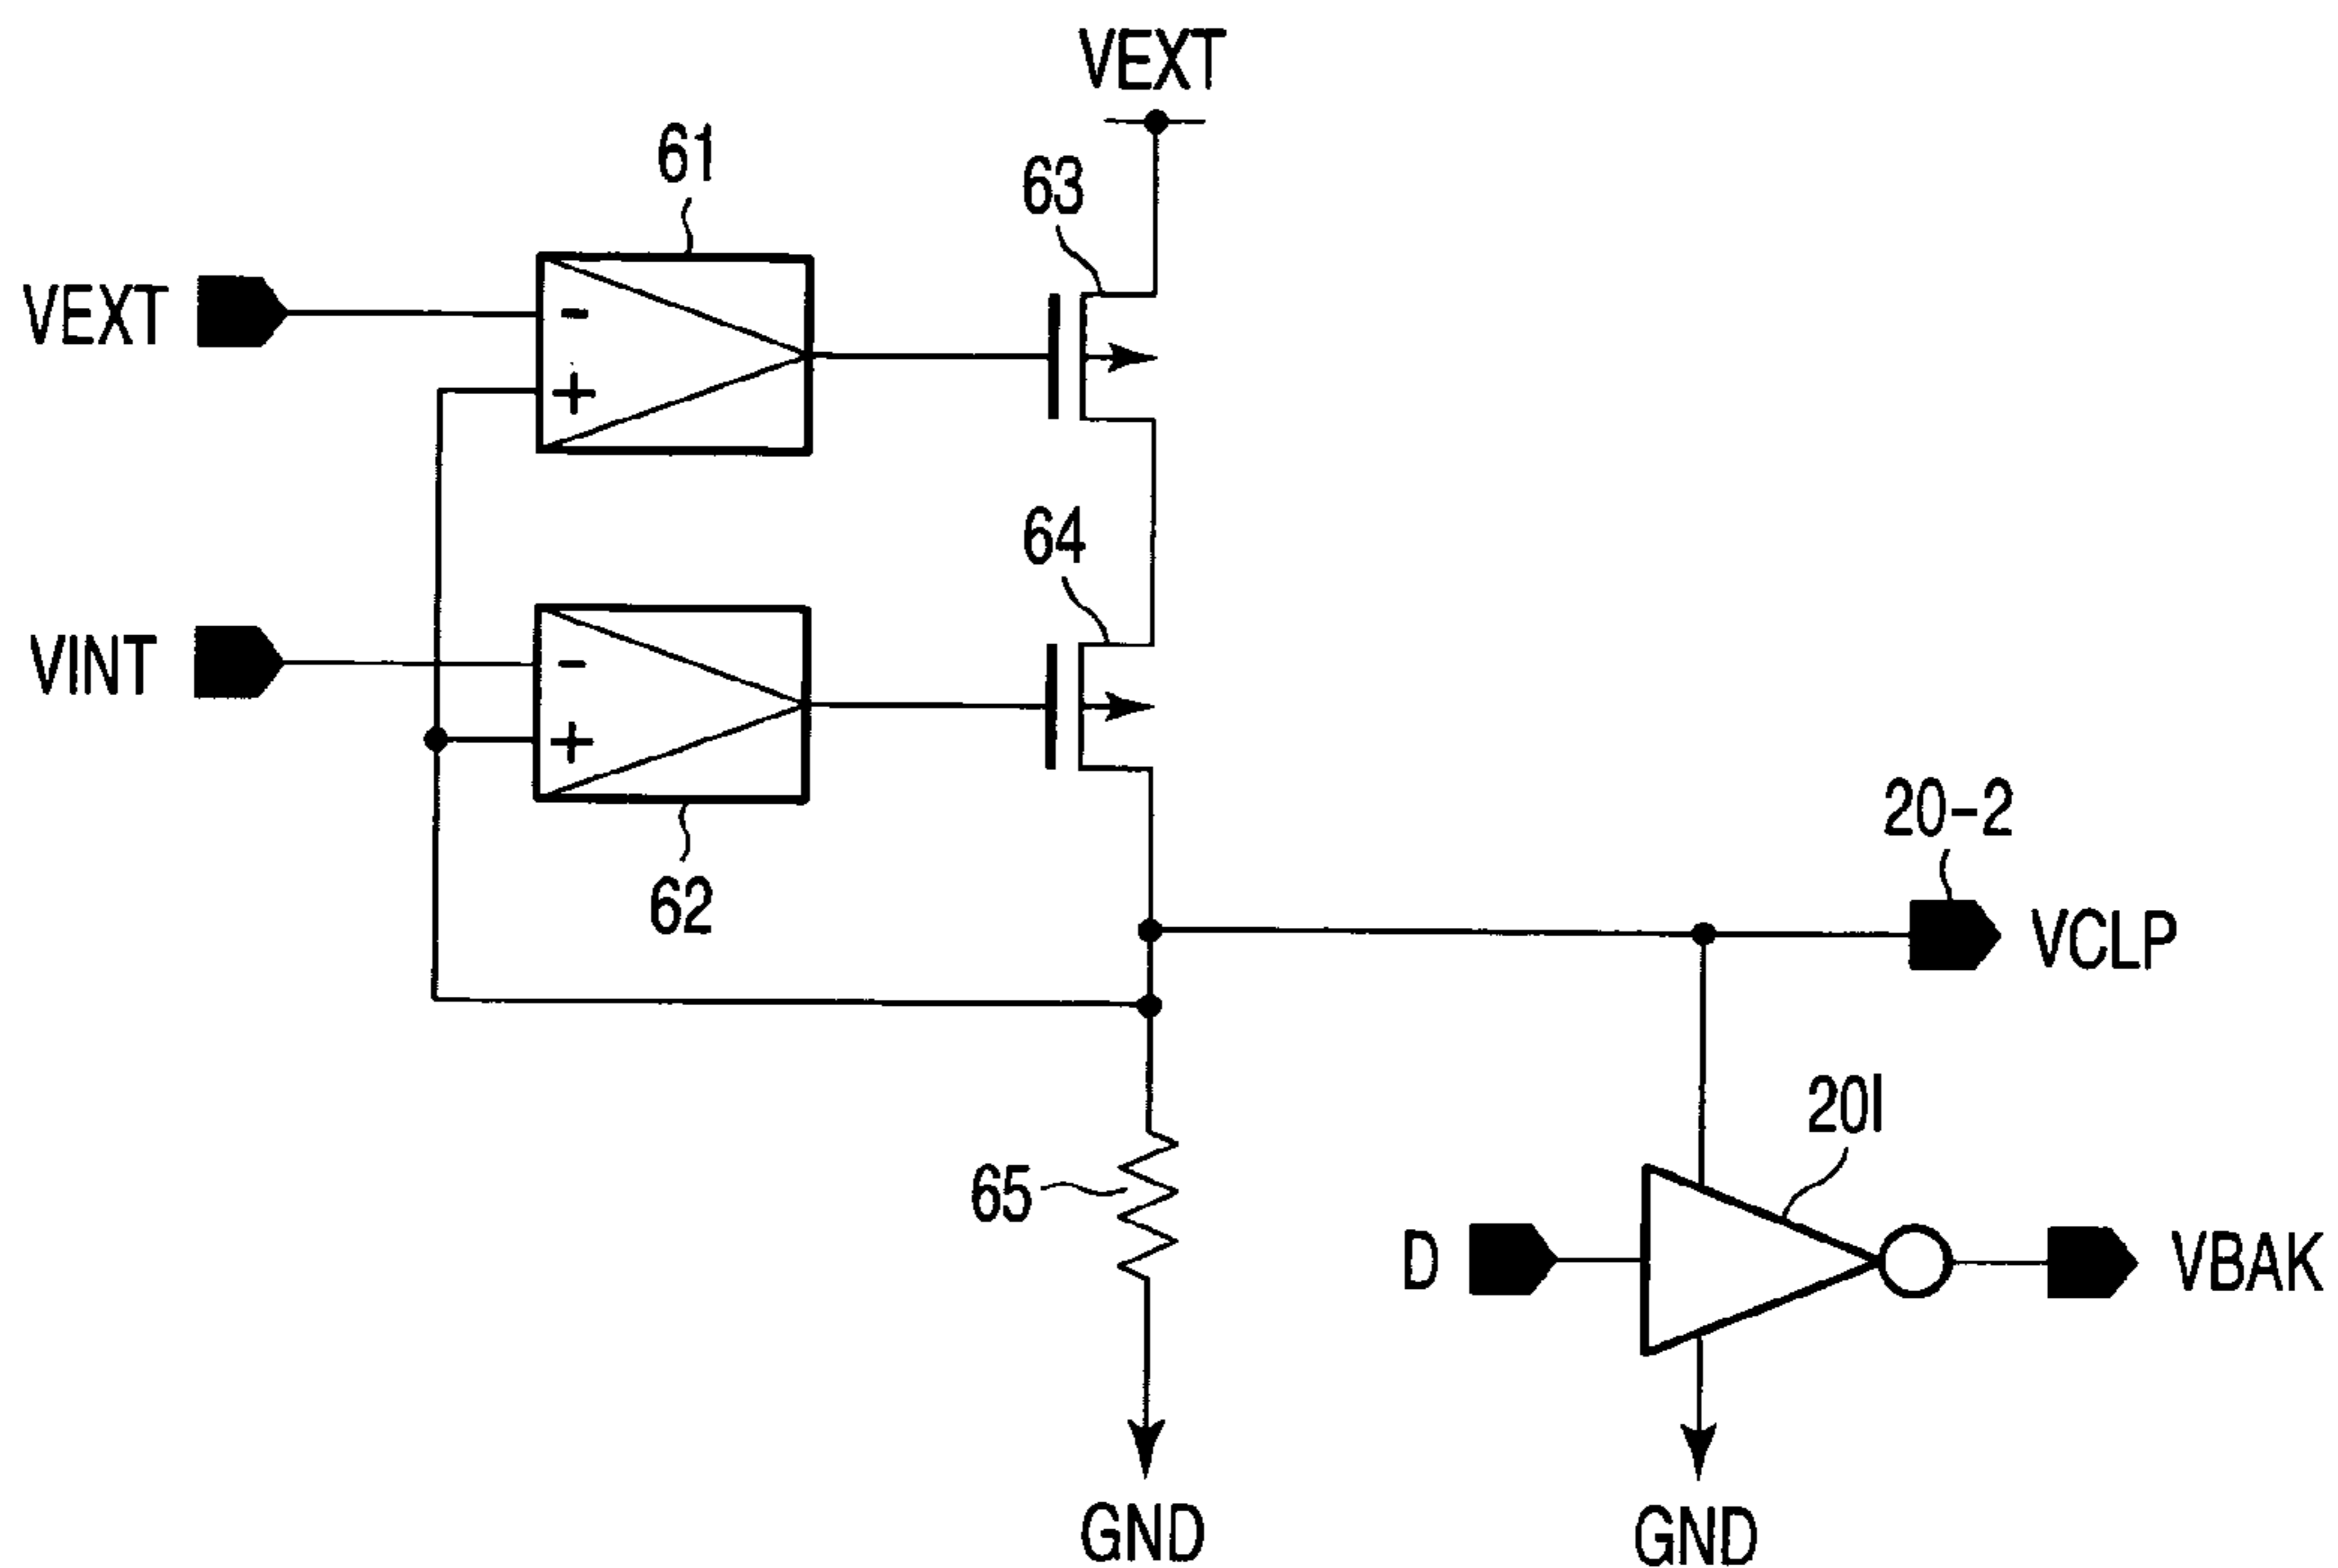 VEXT
61
63
VEXT
-
+
64
VINT
-
+
62
20-2
VCLP
20I
65
D
VBAK
GND
GND